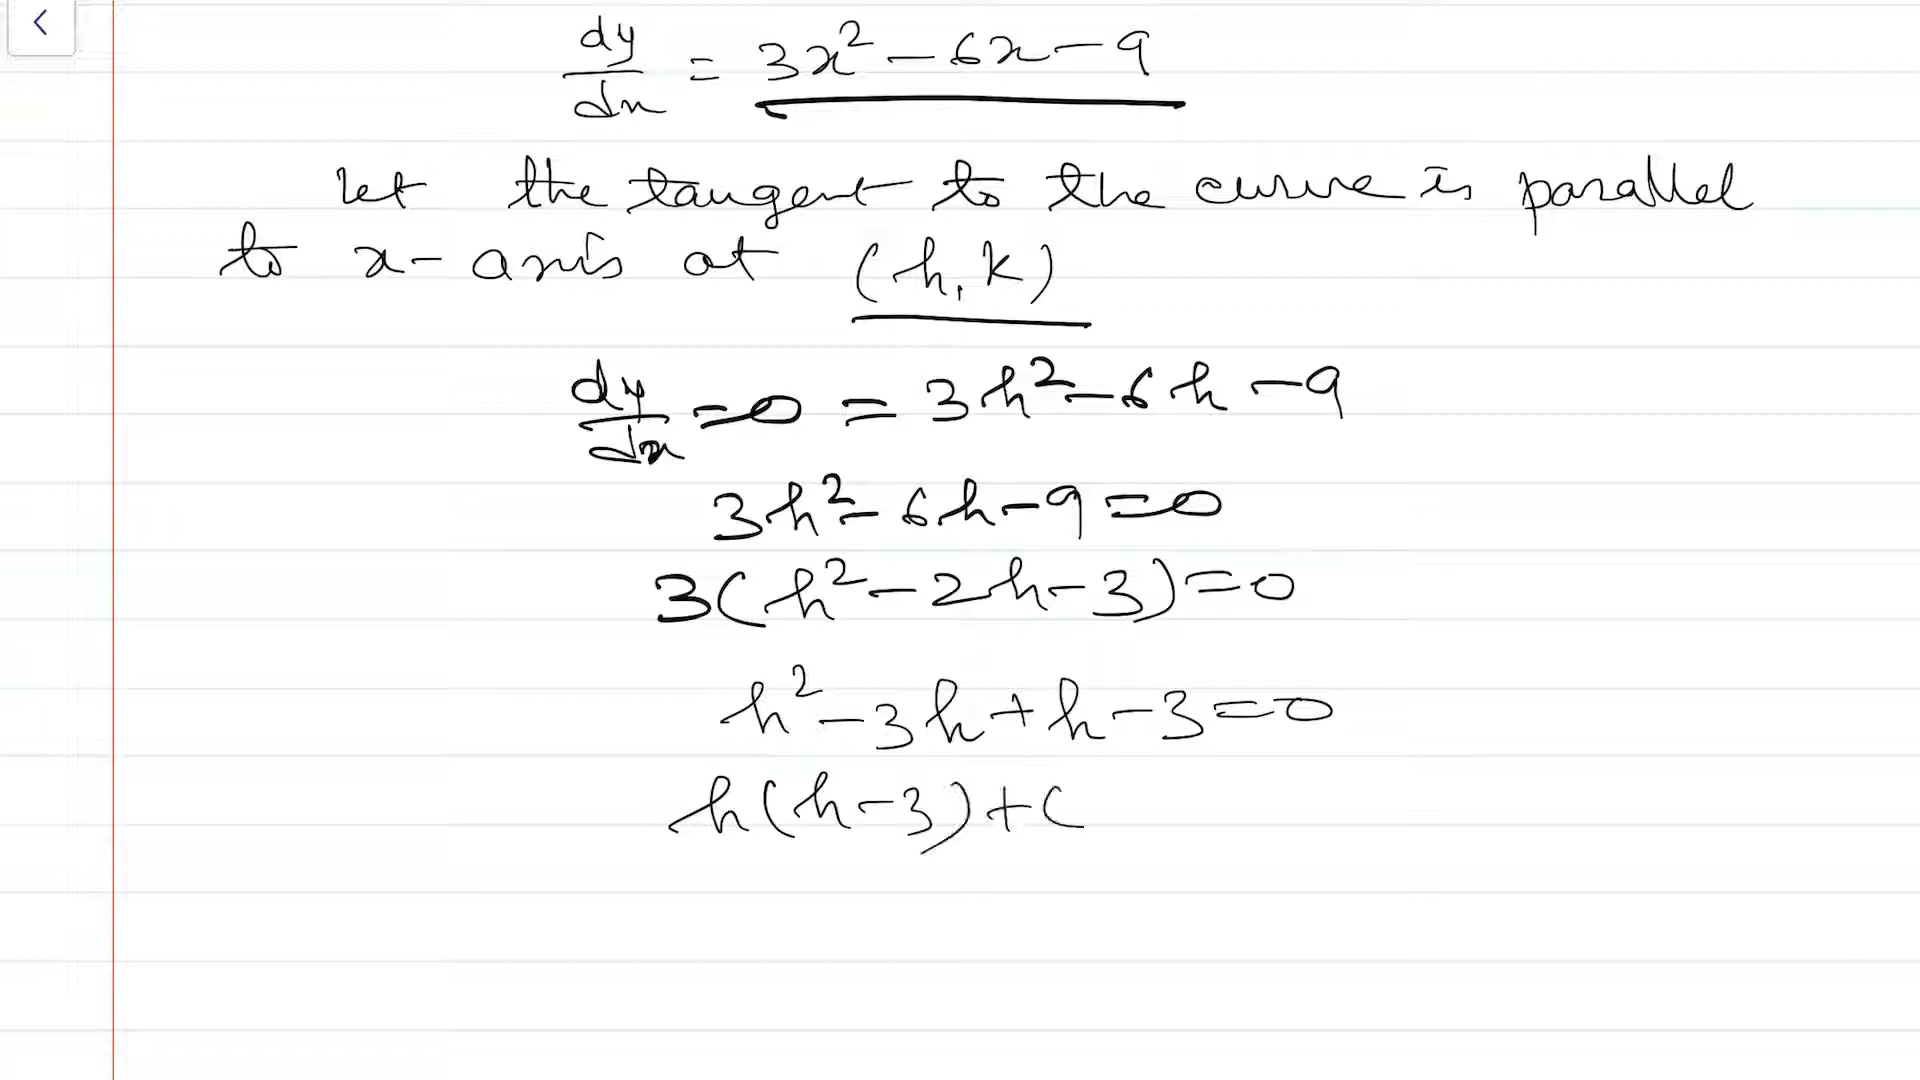 dy/dx = 3x² - 6x - 9
let the tangent to the curve is parallel
to x-axis at (h, k)
dy/dx = 0 = 3h² - 6h - 9
3h² - 6h - 9 = 0
3(h² - 2h - 3) = 0
h² - 3h + h - 3 = 0
h(h - 3) + (